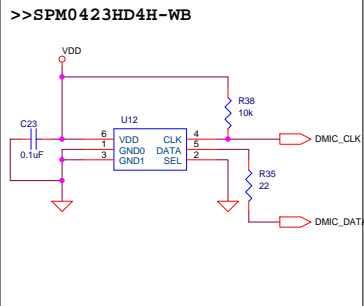 >>SPM0423HD4H-WB
VDD
R38
10k
C23
0.1uF
U12
6 VDD CLK 4
1 GND0 DATA 5
3 GND1 SEL 2
DMIC_CLK
R35
22
DMIC_DATA